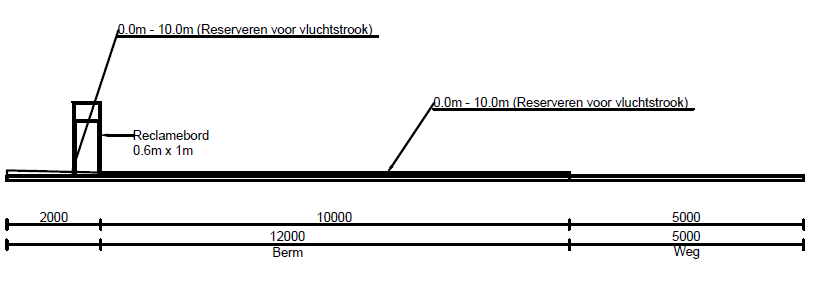 0.0m - 10.0m (Reserveren voor vluchtstrook)
0.0m - 10.0m (Reserveren voor vluchtstrook)
Reclamebord
0.6m x 1m
2000 10000 5000
12000 5000
Berm Weg